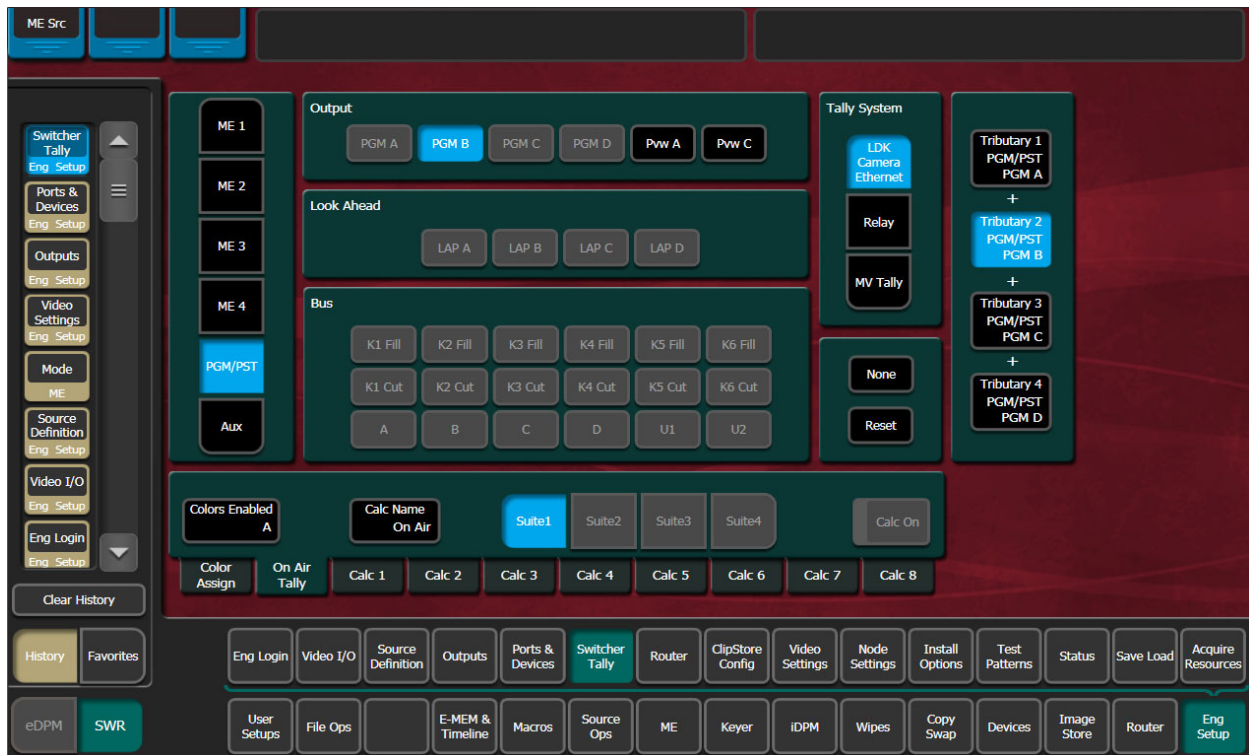 ME Src
Switcher
Tally
Eng Setup
Ports &
Devices
Eng Setup
Outputs
Eng Setup
Video
Settings
Eng Setup
Mode
ME
Source
Definition
Eng Setup
Video I/O
Eng Setup
Eng Login
Eng Setup
Clear History
History
Favorites
eDPM
SWR
ME 1
ME 2
ME 3
ME 4
PGM/PST
Aux
Output
PGM A
PGM B
PGM C
PGM D
Pvw A
Pvw C
Look Ahead
LAP A
LAP B
LAP C
LAP D
Bus
K1 Fill
K2 Fill
K3 Fill
K4 Fill
K5 Fill
K6 Fill
K1 Cut
K2 Cut
K3 Cut
K4 Cut
K5 Cut
K6 Cut
A
B
C
D
U1
U2
Tally System
LDK
Camera
Ethernet
Relay
MV Tally
None
Reset
Tributary 1
PGM/PST
PGM A
+
Tributary 2
PGM/PST
PGM B
+
Tributary 3
PGM/PST
PGM C
+
Tributary 4
PGM/PST
PGM D
Colors Enabled
A
Calc Name
On Air
Suite1
Suite2
Suite3
Suite4
Calc On
Color
Assign
On Air
Tally
Calc 1
Calc 2
Calc 3
Calc 4
Calc 5
Calc 6
Calc 7
Calc 8
Eng Login
Video I/O
Source
Definition
Outputs
Ports &
Devices
Switcher
Tally
Router
ClipStore
Config
Video
Settings
Node
Settings
Install
Options
Test
Patterns
Status
Save Load
Acquire
Resources
User
Setups
File Ops
E-MEM &
Timeline
Macros
Source
Ops
ME
Keyer
iDPM
Wipes
Copy
Swap
Devices
Image
Store
Router
Eng
Setup